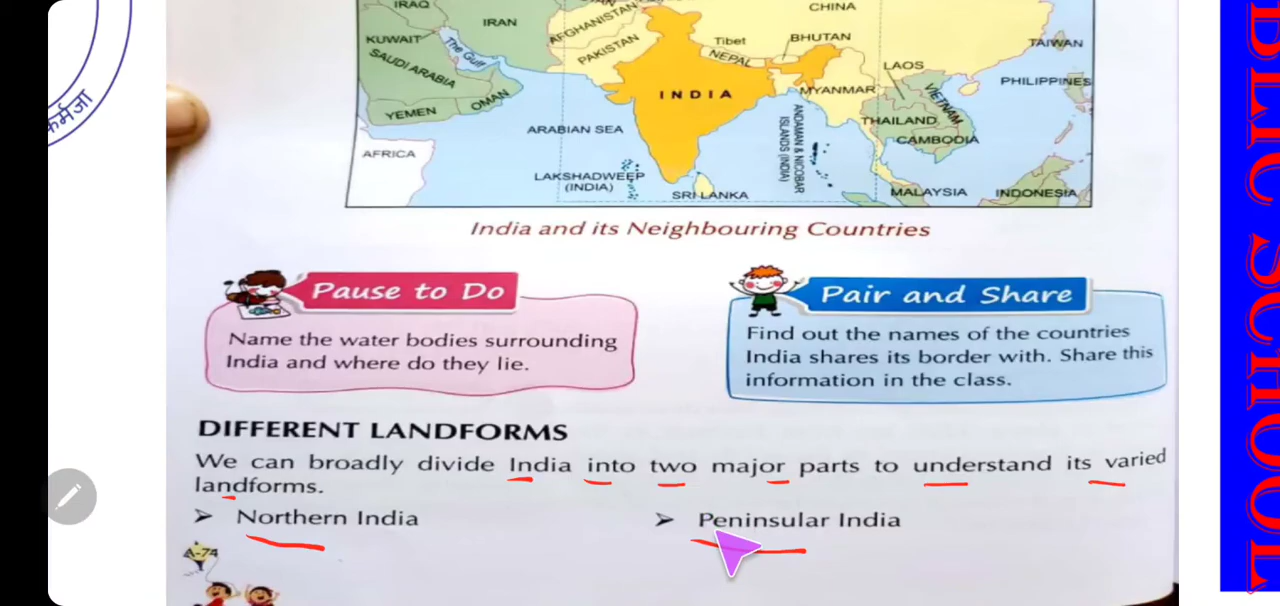 IRAQ
IRAN
AFGHANISTAN
CHINA
KUWAIT
The Gulf
PAKISTAN
Tibet
BHUTAN
TAIWAN
NEPAL
LAOS
SAUDI ARABIA
PHILIPPINES
INDIA
MYANMAR
VIETNAM
OMAN
YEMEN
THAILAND
ARABIAN SEA
ANDAMAN & NICOBAR
ISLANDS (INDIA)
CAMBODIA
AFRICA
LAKSHADWEEP
(INDIA)
SRI LANKA
MALAYSIA
INDONESIA
India and its Neighbouring Countries
Pause to Do
Name the water bodies surrounding
India and where do they lie.
Pair and Share
Find out the names of the countries
India shares its border with. Share this
information in the class.
DIFFERENT LANDFORMS
We can broadly divide India into two major parts to understand its varied
landforms.
➢ Northern India
➢ Peninsular India
A-74
BLIC SCHOOL